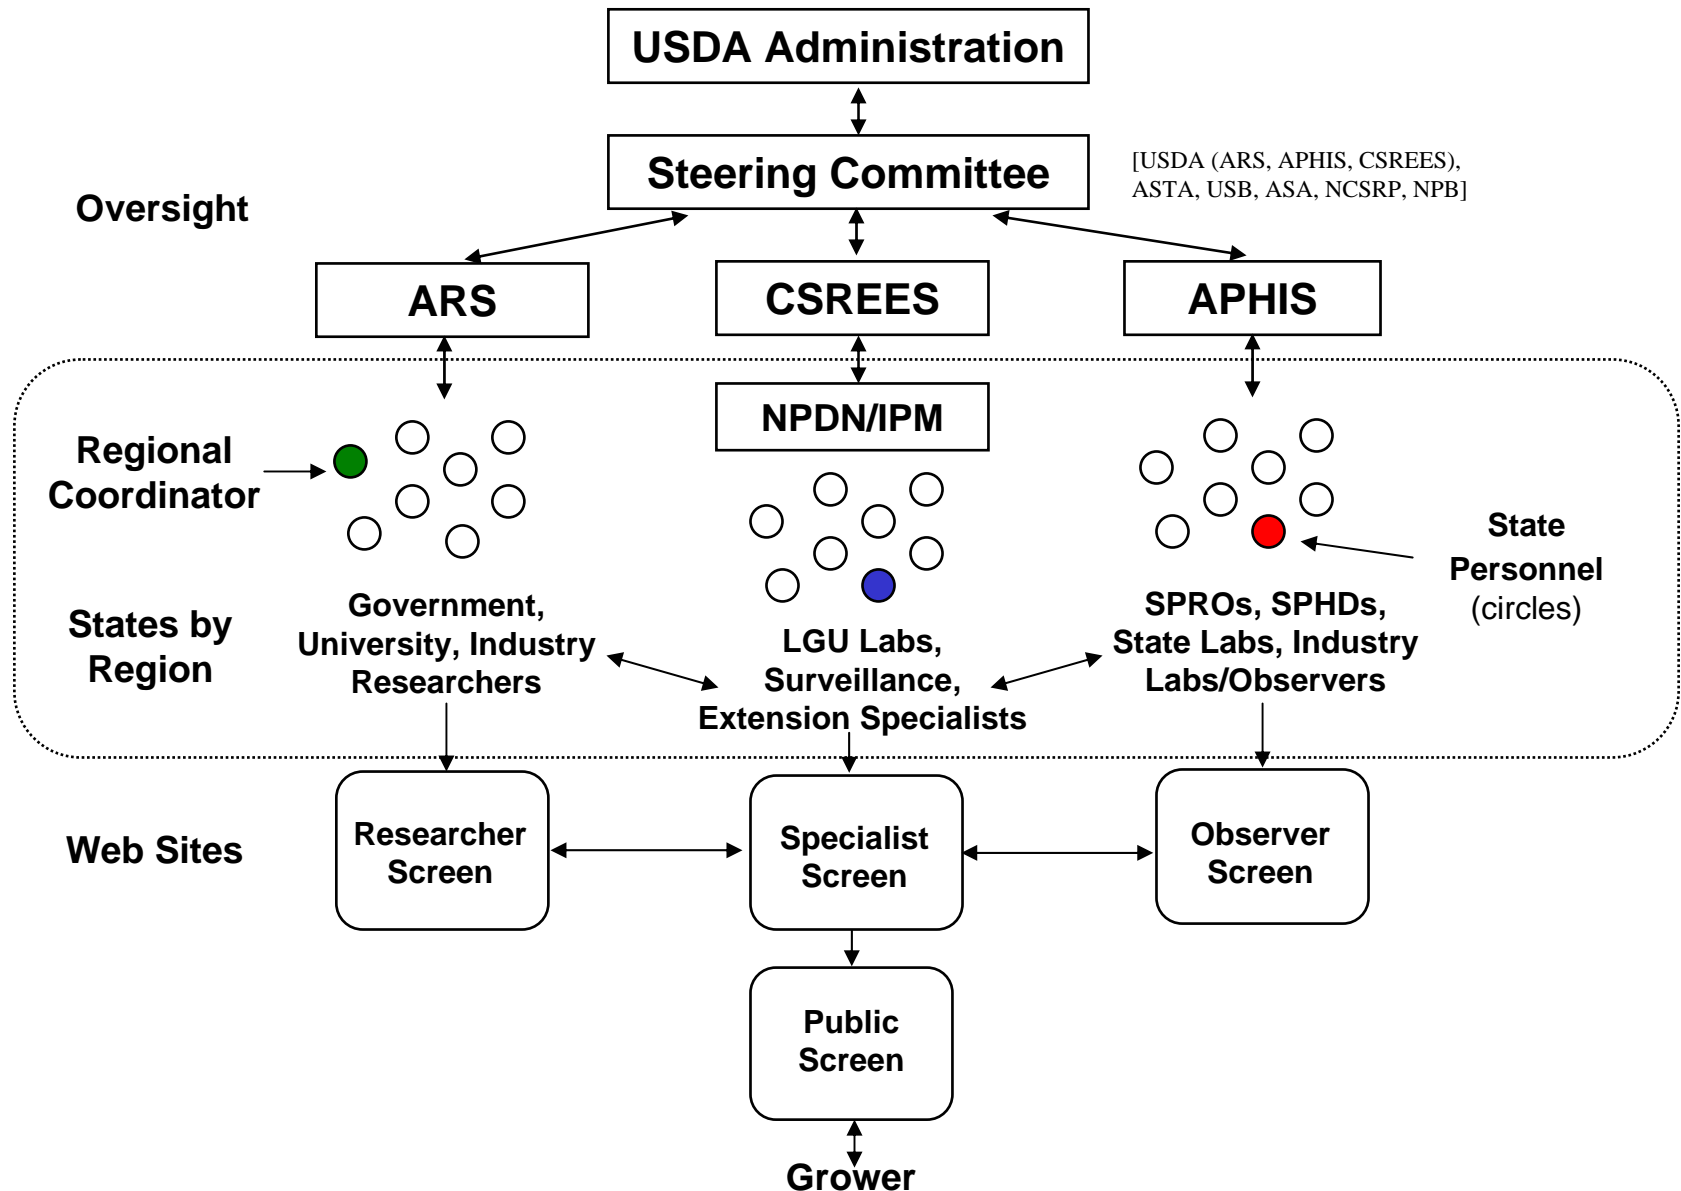 USDA Administration
Steering Committee
[USDA (ARS, APHIS, CSREES),
ASTA, USB, ASA, NCSRP, NPB]
Oversight
ARS
CSREES
APHIS
NPDN/IPM
Regional
Coordinator
State
Personnel
(circles)
States by
Region
Government,
University, Industry
Researchers
LGU Labs,
Surveillance,
Extension Specialists
SPROs, SPHDs,
State Labs, Industry
Labs/Observers
Web Sites
Researcher
Screen
Specialist
Screen
Observer
Screen
Public
Screen
Grower